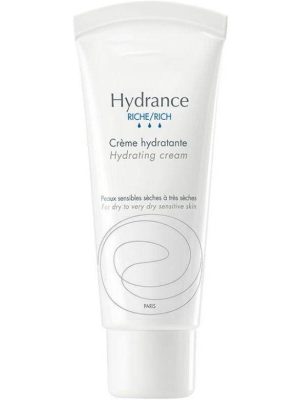 Hydrance
RICHE/RICH
Crème hydratante
Hydrating cream
Peaux sensibles sèches à très sèches
For dry to very dry sensitive skin
PARIS